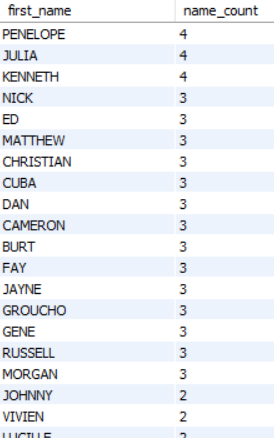 first_name name_count
PENELOPE 4
JULIA 4
KENNETH 4
NICK 3
ED 3
MATTHEW 3
CHRISTIAN 3
CUBA 3
DAN 3
CAMERON 3
BURT 3
FAY 3
JAYNE 3
GROUCHO 3
GENE 3
RUSSELL 3
MORGAN 3
JOHNNY 2
VIVIEN 2
LUCILLE 2